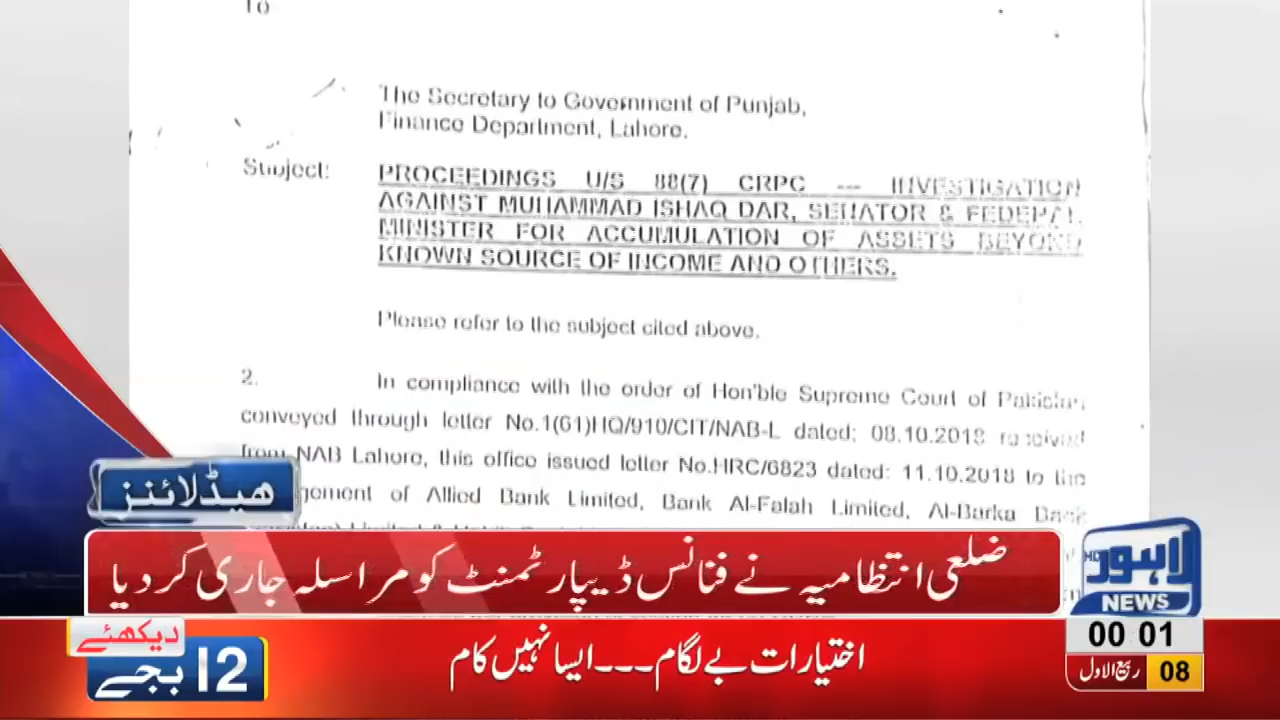 To
The Secretary to Government of Punjab,
Finance Department, Lahore.
Subject: PROCEEDINGS U/S 88(7) CRPC --- INVESTIGATION
AGAINST MUHAMMAD ISHAQ DAR, SENATOR & FEDERAL
MINISTER FOR ACCUMULATION OF ASSETS BEYOND
KNOWN SOURCE OF INCOME AND OTHERS.
Please refer to the subject cited above.
2. In compliance with the order of Hon'ble Supreme Court of Pakistan
conveyed through letter No.1(61)HQ/910/CIT/NAB-L dated; 08.10.2018 received
from NAB Lahore, this office issued letter No.HRC/6823 dated: 11.10.2018 to the
of Allied Bank Limited, Bank Al-Falah Limited, Al-Barka Bank
Limited &
ہیڈلائنز
ضلعی انتظامیہ نے فنانس ڈیپارٹمنٹ کو مراسلہ جاری کر دیا
HD لاہور
NEWS
00 01
08 ربیع الاول
دیکھئے
12 بجے
اختیارات بے لگام۔۔۔ایسا نہیں کام